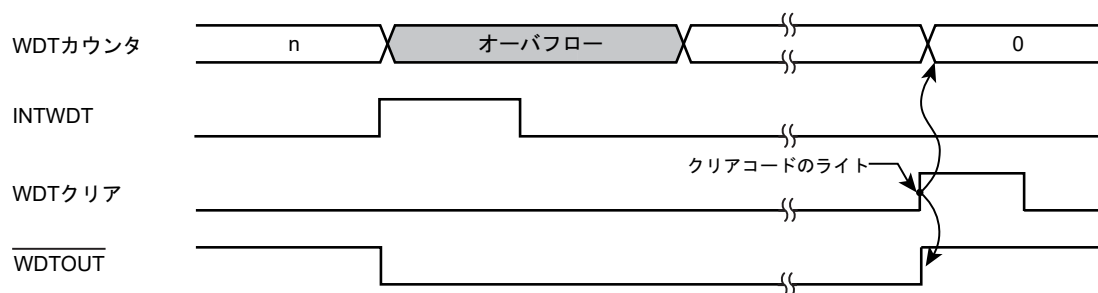 WDTカウンタ n オーバフロー 0
INTWDT
クリアコードのライト
WDTクリア
WDTOUT